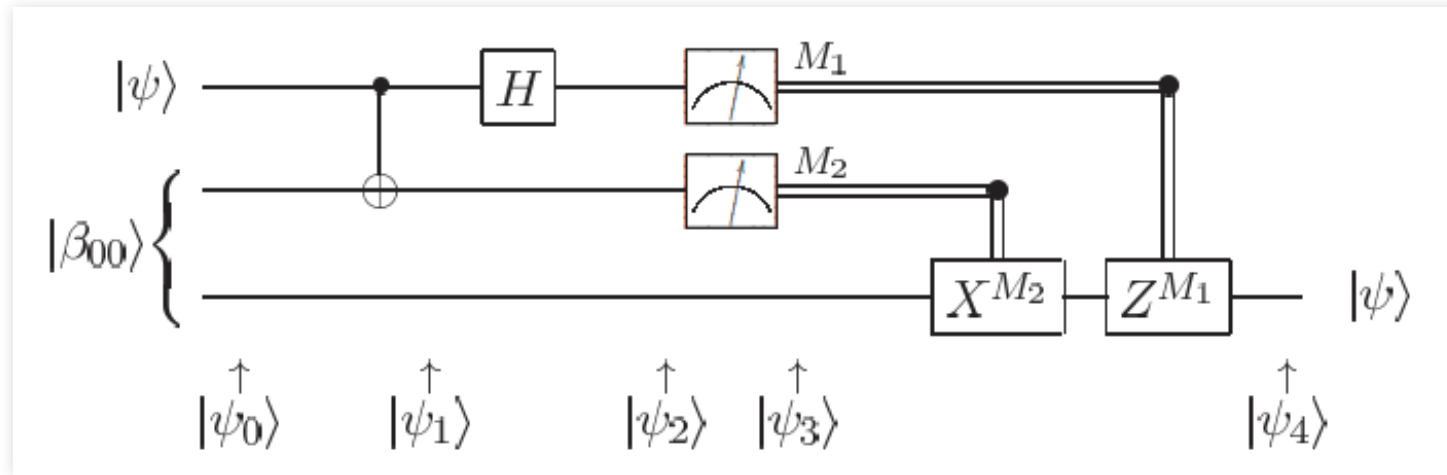 |ψ⟩ H M₁
M₂
|β₀₀⟩
X^{M₂} Z^{M₁} |ψ⟩
↑ ↑ ↑ ↑ ↑
|ψ₀⟩ |ψ₁⟩ |ψ₂⟩ |ψ₃⟩ |ψ₄⟩